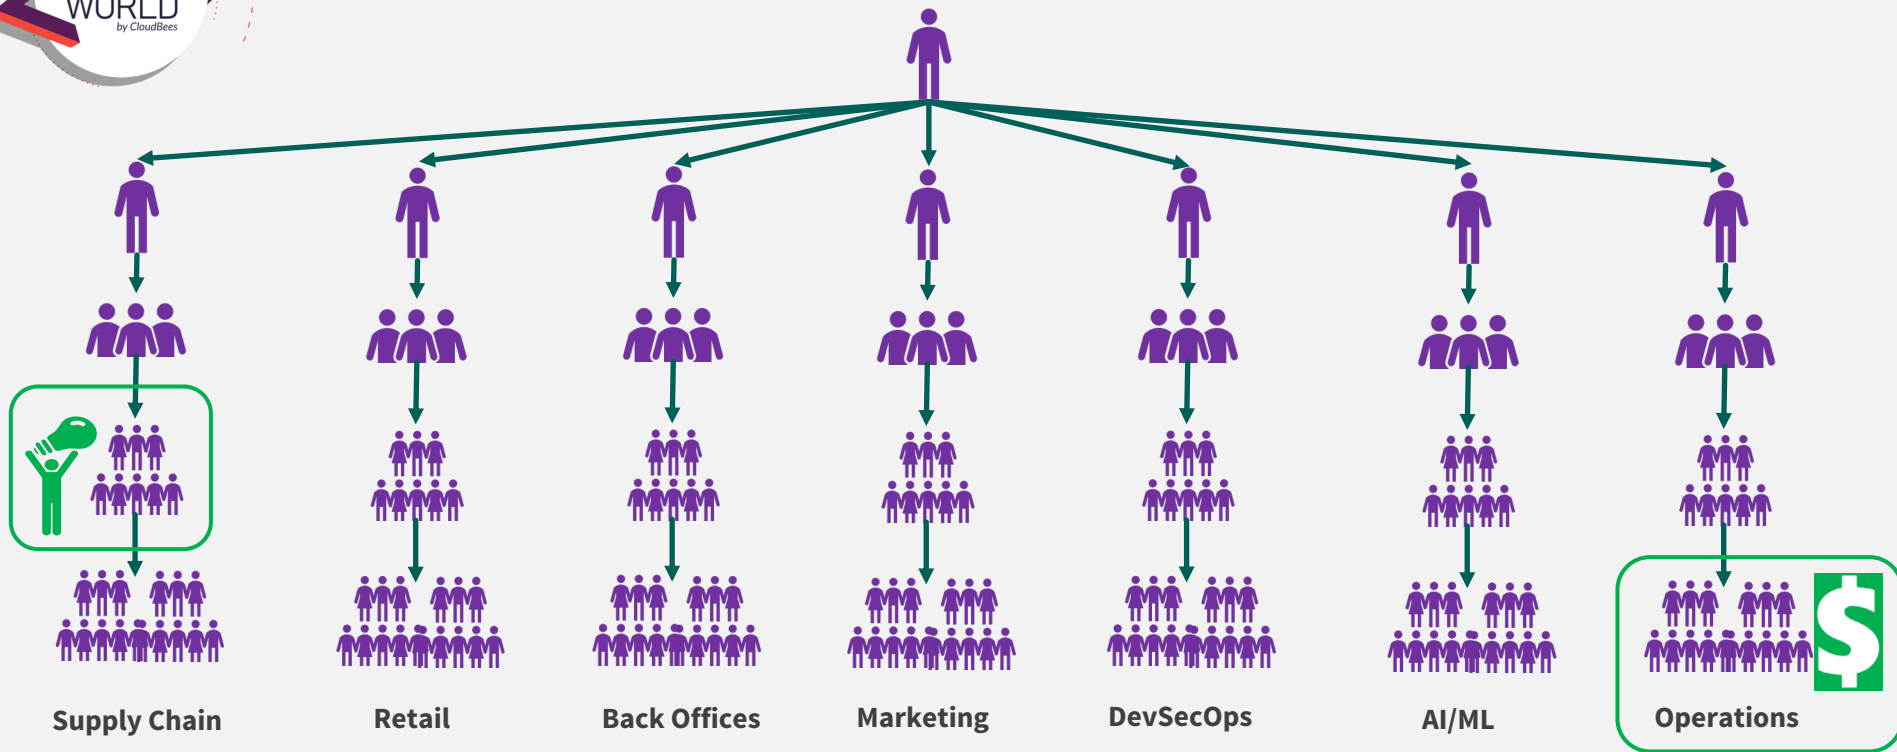 WORLD
by CloudBees
$
Supply Chain
Retail
Back Offices
Marketing
DevSecOps
AI/ML
Operations